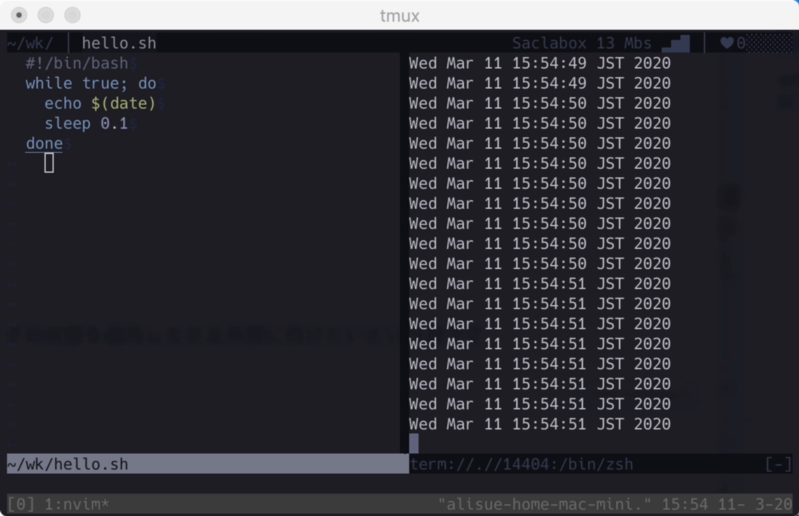 tmux
~/wk/ | hello.sh
Saclabox 13 Mbs
0
#!/bin/bash
while true; do
  echo $(date)
  sleep 0.1
done
Wed Mar 11 15:54:49 JST 2020
Wed Mar 11 15:54:49 JST 2020
Wed Mar 11 15:54:50 JST 2020
Wed Mar 11 15:54:50 JST 2020
Wed Mar 11 15:54:50 JST 2020
Wed Mar 11 15:54:50 JST 2020
Wed Mar 11 15:54:50 JST 2020
Wed Mar 11 15:54:50 JST 2020
Wed Mar 11 15:54:50 JST 2020
Wed Mar 11 15:54:50 JST 2020
Wed Mar 11 15:54:50 JST 2020
Wed Mar 11 15:54:51 JST 2020
Wed Mar 11 15:54:51 JST 2020
Wed Mar 11 15:54:51 JST 2020
Wed Mar 11 15:54:51 JST 2020
Wed Mar 11 15:54:51 JST 2020
Wed Mar 11 15:54:51 JST 2020
Wed Mar 11 15:54:51 JST 2020
Wed Mar 11 15:54:51 JST 2020
~/wk/hello.sh
term://.//14404:/bin/zsh [-]
[0] 1:nvim* "alisue-home-mac-mini." 15:54 11- 3-20